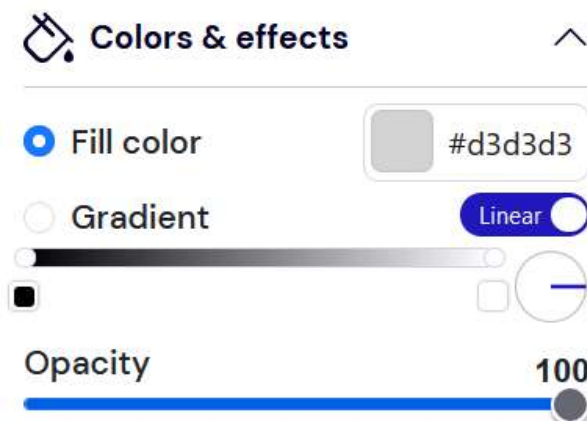 Colors & effects
Fill color #d3d3d3
Gradient Linear
Opacity 100